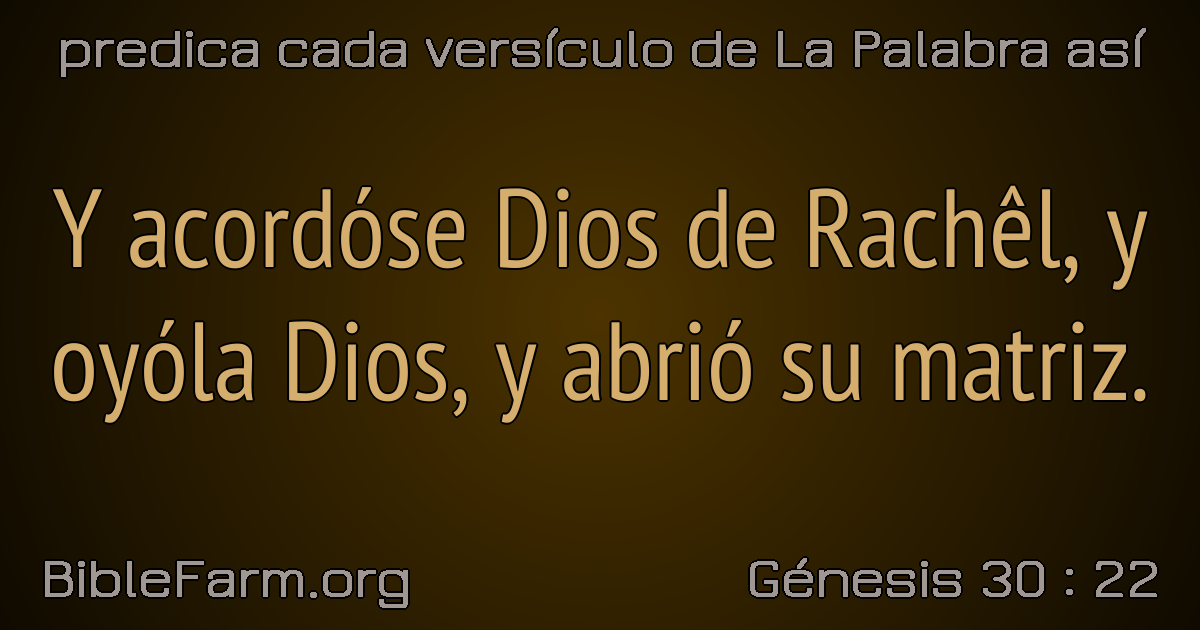 predica cada versículo de La Palabra así
Y acordóse Dios de Rachêl, y
oyóla Dios, y abrió su matriz.
BibleFarm.org
Génesis 30 : 22